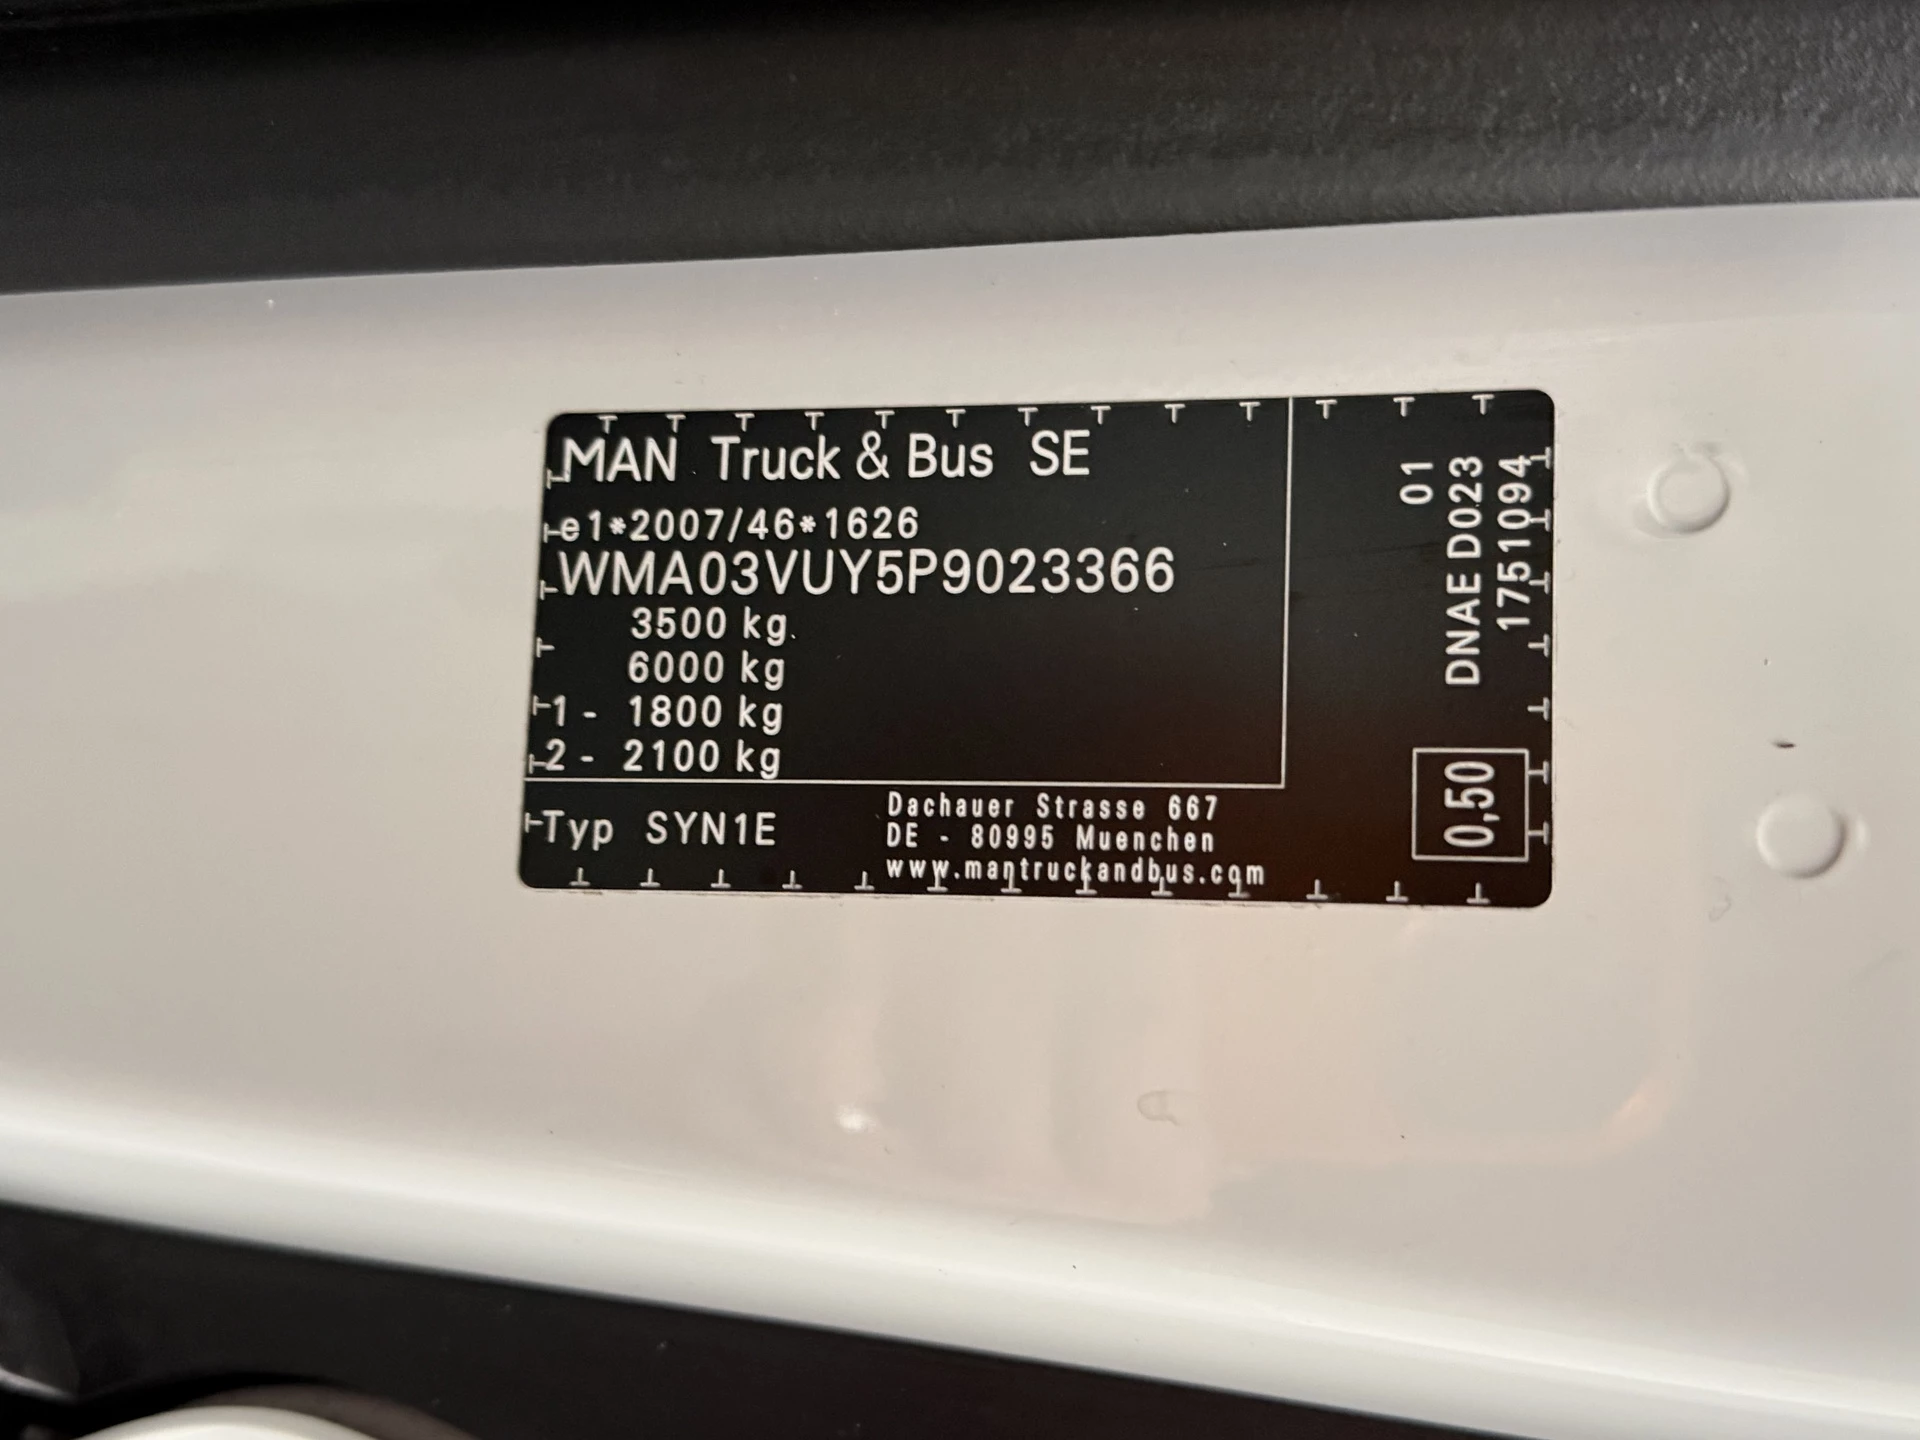 MAN Truck & Bus SE
e1*2007/46*1626
WMA03VUY5P9023366
3500 kg
6000 kg
1 - 1800 kg
2 - 2100 kg
Typ SYN1E
Dachauer Strasse 667
DE - 80995 Muenchen
www.mantruckandbus.com
01
DNAE D023
1751094
0,50